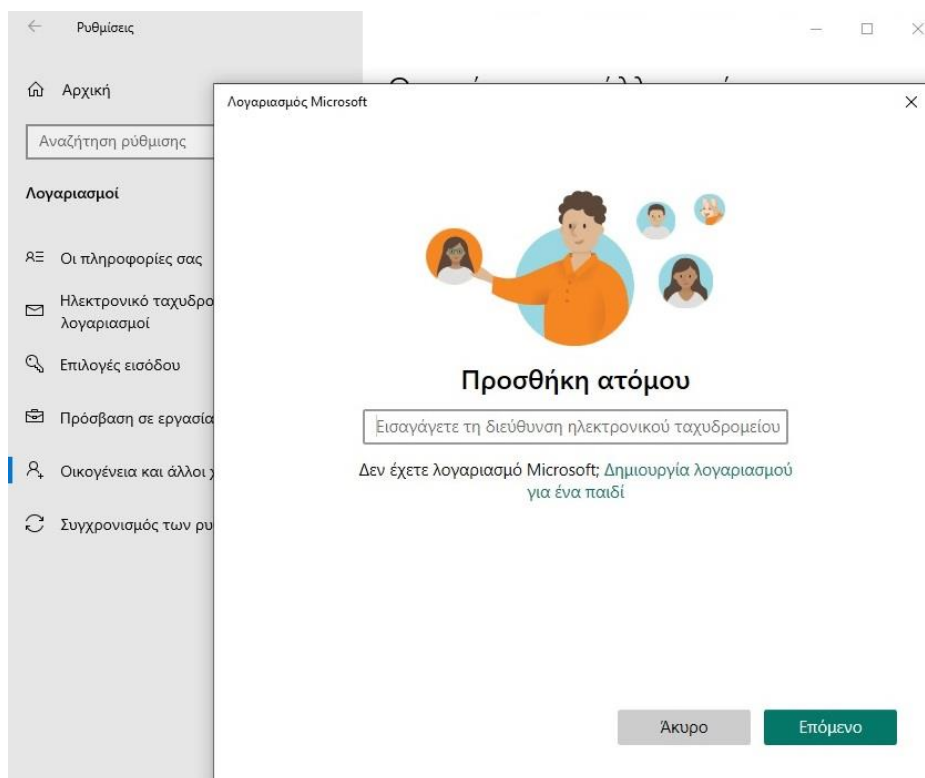 Ρυθμίσεις
Αρχική
Αναζήτηση ρύθμισης
Λογαριασμοί
Οι πληροφορίες σας
Ηλεκτρονικό
λογαριασμοί
Επιλογές εισόδου
Πρόσβαση σε εργασία
Οικογένεια και άλλοι
Συγχρονισμός των
Λογαριασμός Microsoft
Προσθήκη ατόμου
Εισαγάγετε τη διεύθυνση ηλεκτρονικού ταχυδρομείου
Δεν έχετε λογαριασμό Microsoft; Δημιουργία λογαριασμού
για ένα παιδί
Άκυρο
Επόμενο